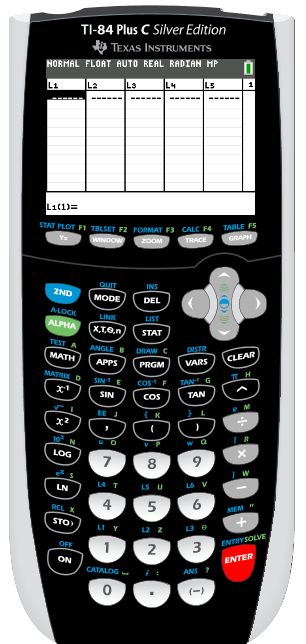 TI-84 Plus C Silver Edition
TEXAS INSTRUMENTS
NORMAL FLOAT AUTO REAL RADIAN MP
L1 L2 L3 L4 L5 1
------ ------ ------ ------ ------
L1(1)=
STAT PLOT F1 TBLSET F2 FORMAT F3 CALC F4 TABLE F5
Y= WINDOW ZOOM TRACE GRAPH
QUIT INS
2ND MODE DEL
A-LOCK LINK LIST
ALPHA X,T,Θ,n STAT
TEST A ANGLE B DRAW C DISTR
MATH APPS PRGM VARS CLEAR
MATRIX D SIN⁻¹ E COS⁻¹ F TAN⁻¹ G π H
X⁻¹ SIN COS TAN ^
√ I EE J { K } L e M
X² , ( ) ÷
10ˣ N u O v P w Q [ R
LOG 7 8 9 ×
eˣ S L4 T L5 U L6 V ] W
LN 4 5 6 −
RCL X L1 Y L2 Z L3 θ MEM "
STO› 1 2 3 +
OFF CATALOG ⎵ i : ANS ? ENTRY SOLVE
ON 0 . (−) ENTER